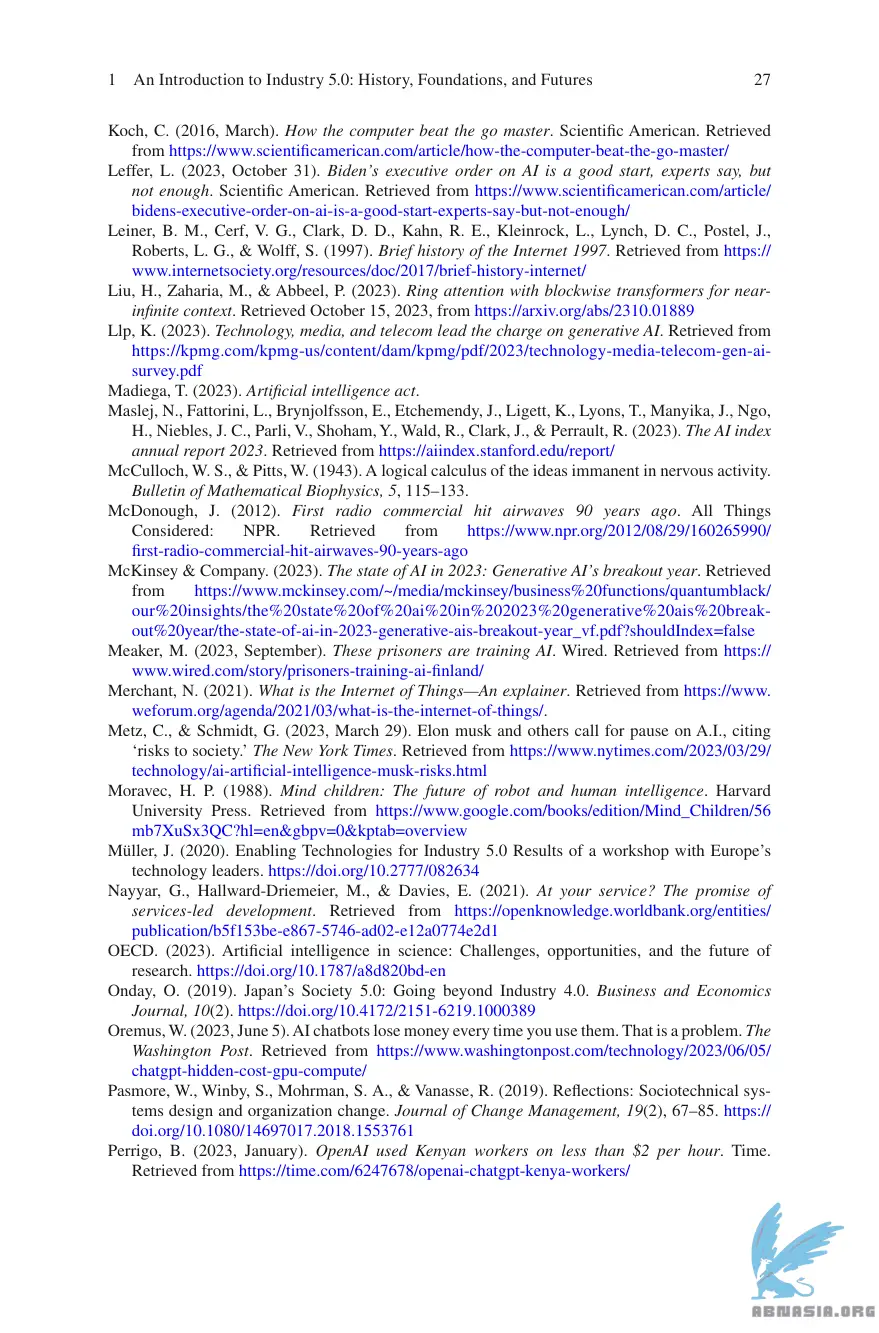 1 An Introduction to Industry 5.0: History, Foundations, and Futures 27
Koch, C. (2016, March). How the computer beat the go master. Scientific American. Retrieved
from https://www.scientificamerican.com/article/how-the-computer-beat-the-go-master/
Leffer, L. (2023, October 31). Biden’s executive order on AI is a good start, experts say, but
not enough. Scientific American. Retrieved from https://www.scientificamerican.com/article/
bidens-executive-order-on-ai-is-a-good-start-experts-say-but-not-enough/
Leiner, B. M., Cerf, V. G., Clark, D. D., Kahn, R. E., Kleinrock, L., Lynch, D. C., Postel, J.,
Roberts, L. G., & Wolff, S. (1997). Brief history of the Internet 1997. Retrieved from https://
www.internetsociety.org/resources/doc/2017/brief-history-internet/
Liu, H., Zaharia, M., & Abbeel, P. (2023). Ring attention with blockwise transformers for near-
infinite context. Retrieved October 15, 2023, from https://arxiv.org/abs/2310.01889
Llp, K. (2023). Technology, media, and telecom lead the charge on generative AI. Retrieved from
https://kpmg.com/kpmg-us/content/dam/kpmg/pdf/2023/technology-media-telecom-gen-ai-
survey.pdf
Madiega, T. (2023). Artificial intelligence act.
Maslej, N., Fattorini, L., Brynjolfsson, E., Etchemendy, J., Ligett, K., Lyons, T., Manyika, J., Ngo,
H., Niebles, J. C., Parli, V., Shoham, Y., Wald, R., Clark, J., & Perrault, R. (2023). The AI index
annual report 2023. Retrieved from https://aiindex.stanford.edu/report/
McCulloch, W. S., & Pitts, W. (1943). A logical calculus of the ideas immanent in nervous activity.
Bulletin of Mathematical Biophysics, 5, 115–133.
McDonough, J. (2012). First radio commercial hit airwaves 90 years ago. All Things
Considered: NPR. Retrieved from https://www.npr.org/2012/08/29/160265990/
first-radio-commercial-hit-airwaves-90-years-ago
McKinsey & Company. (2023). The state of AI in 2023: Generative AI’s breakout year. Retrieved
from https://www.mckinsey.com/~/media/mckinsey/business%20functions/quantumblack/
our%20insights/the%20state%20of%20ai%20in%202023%20generative%20ais%20break-
out%20year/the-state-of-ai-in-2023-generative-ais-breakout-year_vf.pdf?shouldIndex=false
Meaker, M. (2023, September). These prisoners are training AI. Wired. Retrieved from https://
www.wired.com/story/prisoners-training-ai-finland/
Merchant, N. (2021). What is the Internet of Things—An explainer. Retrieved from https://www.
weforum.org/agenda/2021/03/what-is-the-internet-of-things/.
Metz, C., & Schmidt, G. (2023, March 29). Elon musk and others call for pause on A.I., citing
‘risks to society.’ The New York Times. Retrieved from https://www.nytimes.com/2023/03/29/
technology/ai-artificial-intelligence-musk-risks.html
Moravec, H. P. (1988). Mind children: The future of robot and human intelligence. Harvard
University Press. Retrieved from https://www.google.com/books/edition/Mind_Children/56
mb7XuSx3QC?hl=en&gbpv=0&kptab=overview
Müller, J. (2020). Enabling Technologies for Industry 5.0 Results of a workshop with Europe’s
technology leaders. https://doi.org/10.2777/082634
Nayyar, G., Hallward-Driemeier, M., & Davies, E. (2021). At your service? The promise of
services-led development. Retrieved from https://openknowledge.worldbank.org/entities/
publication/b5f153be-e867-5746-ad02-e12a0774e2d1
OECD. (2023). Artificial intelligence in science: Challenges, opportunities, and the future of
research. https://doi.org/10.1787/a8d820bd-en
Onday, O. (2019). Japan’s Society 5.0: Going beyond Industry 4.0. Business and Economics
Journal, 10(2). https://doi.org/10.4172/2151-6219.1000389
Oremus, W. (2023, June 5). AI chatbots lose money every time you use them. That is a problem. The
Washington Post. Retrieved from https://www.washingtonpost.com/technology/2023/06/05/
chatgpt-hidden-cost-gpu-compute/
Pasmore, W., Winby, S., Mohrman, S. A., & Vanasse, R. (2019). Reflections: Sociotechnical sys-
tems design and organization change. Journal of Change Management, 19(2), 67–85. https://
doi.org/10.1080/14697017.2018.1553761
Perrigo, B. (2023, January). OpenAI used Kenyan workers on less than $2 per hour. Time.
Retrieved from https://time.com/6247678/openai-chatgpt-kenya-workers/
ABNASIA.ORG